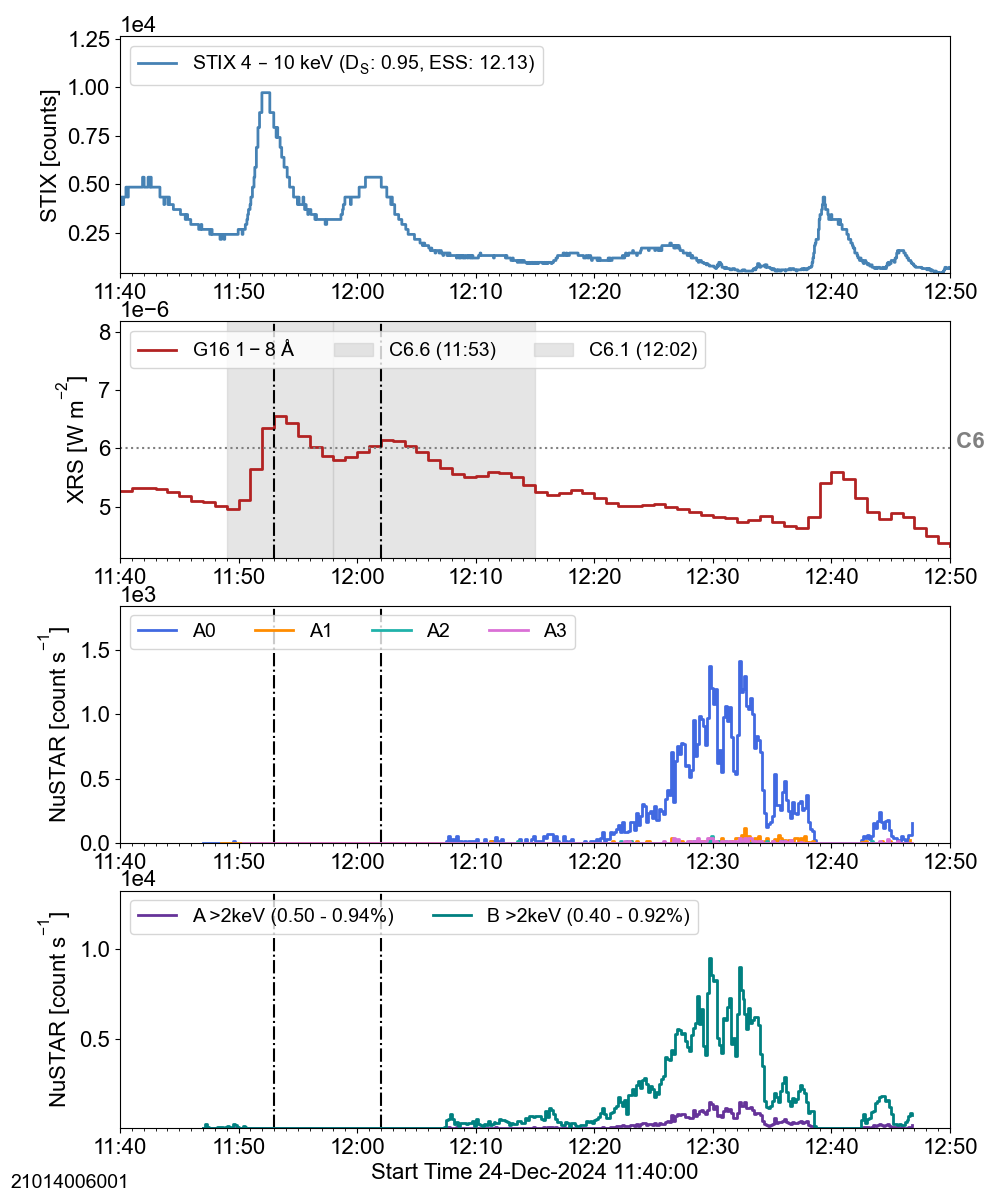 1e4
STIX 4 – 10 keV (DS: 0.95, ESS: 12.13)
STIX [counts]
1.25
1.00
0.75
0.50
0.25
11:40 11:50 12:00 12:10 12:20 12:30 12:40 12:50
1e−6
G16 1 – 8 Å C6.6 (11:53) C6.1 (12:02)
XRS [W m−2]
8
7
6
5
C6
11:40 11:50 12:00 12:10 12:20 12:30 12:40 12:50
1e3
A0 A1 A2 A3
NuSTAR [count s−1]
1.5
1.0
0.5
0.0
11:40 11:50 12:00 12:10 12:20 12:30 12:40 12:50
1e4
A >2keV (0.50 - 0.94%) B >2keV (0.40 - 0.92%)
NuSTAR [count s−1]
1.0
0.5
11:40 11:50 12:00 12:10 12:20 12:30 12:40 12:50
Start Time 24-Dec-2024 11:40:00
21014006001